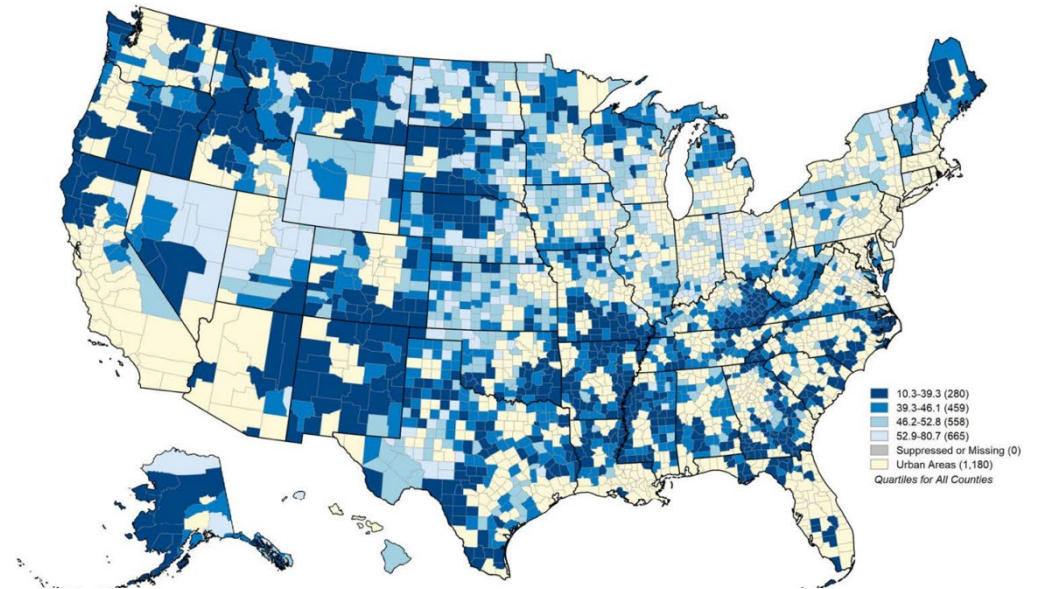 10.3-39.3 (280)
39.3-46.1 (459)
46.2-52.8 (558)
52.9-80.7 (665)
Suppressed or Missing (0)
Urban Areas (1,180)
Quartiles for All Counties